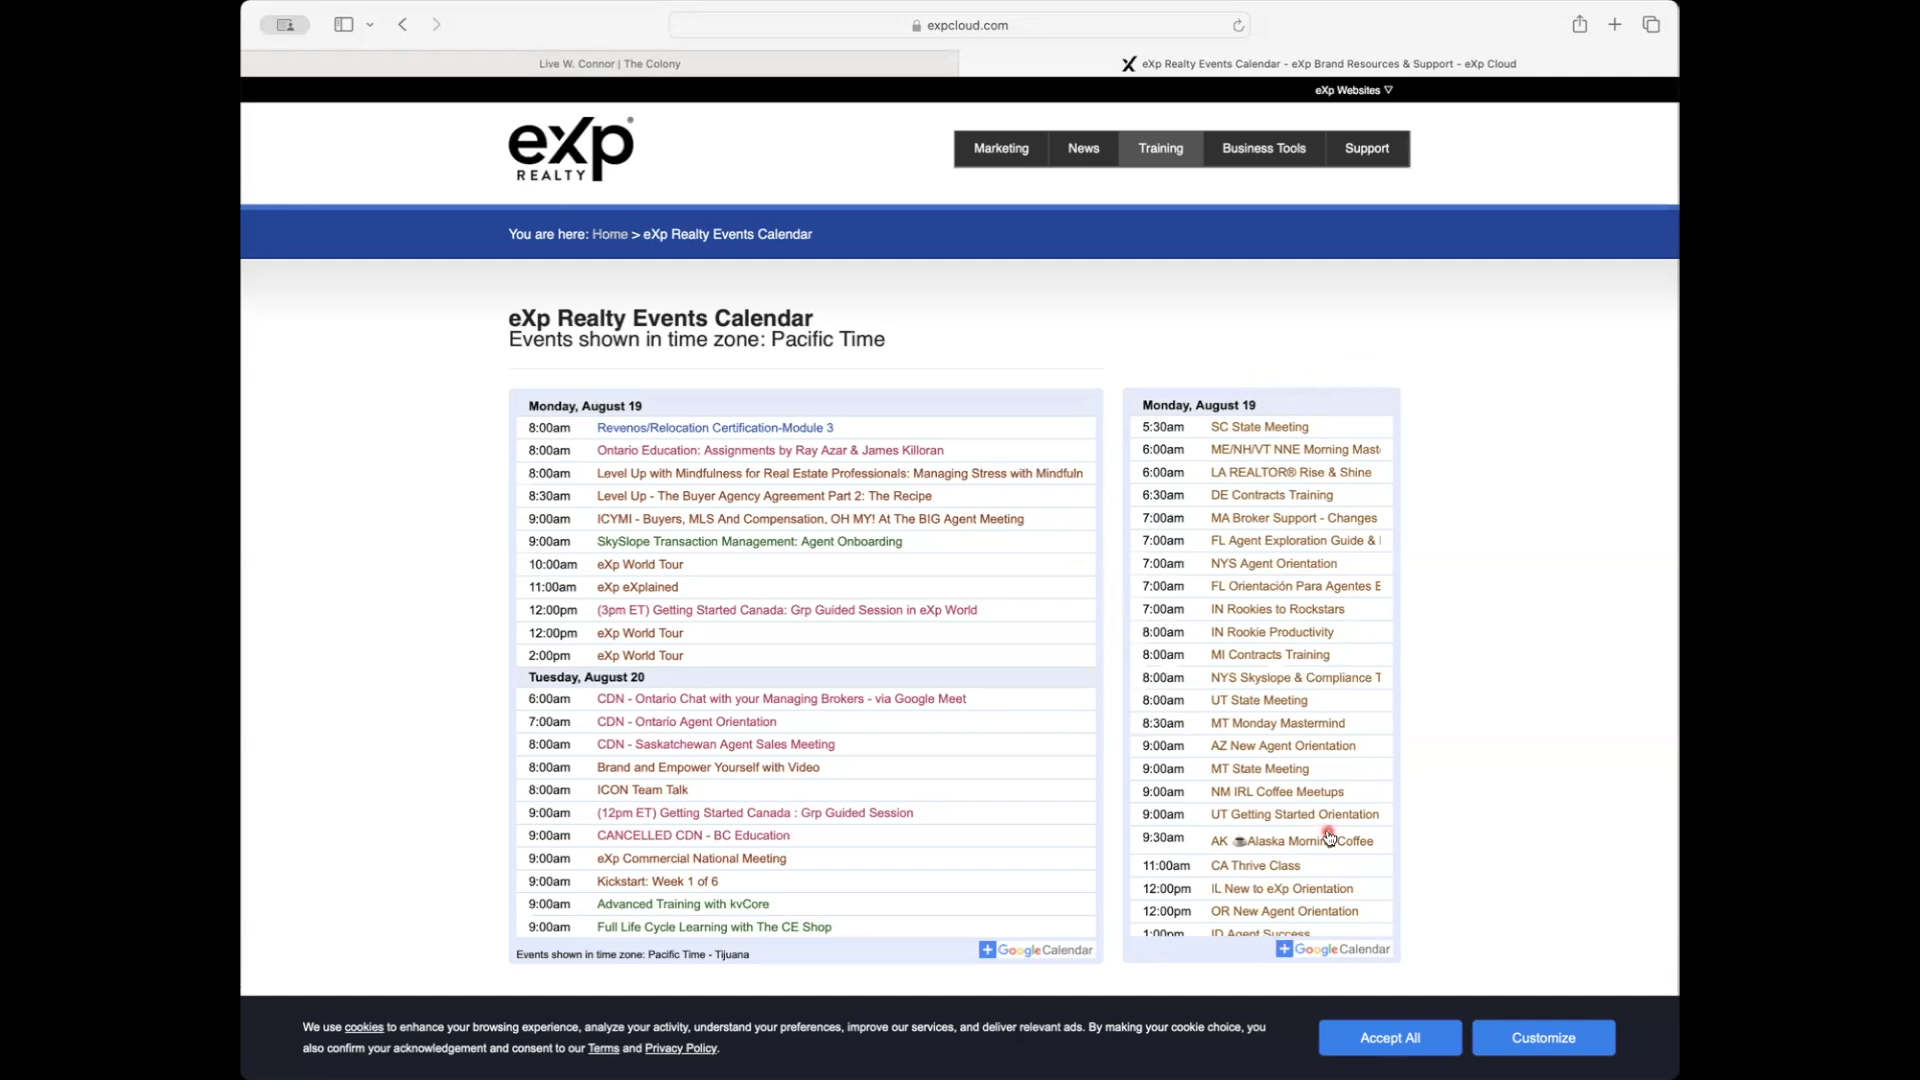 expcloud.com
Live W. Connor | The Colony
eXp Realty Events Calendar - eXp Brand Resources & Support - eXp Cloud
eXp Websites ▽
eXp®
REALTY
Marketing
News
Training
Business Tools
Support
You are here: Home > eXp Realty Events Calendar
eXp Realty Events Calendar
Events shown in time zone: Pacific Time
Monday, August 19
8:00am Revenos/Relocation Certification-Module 3
8:00am Ontario Education: Assignments by Ray Azar & James Killoran
8:00am Level Up with Mindfulness for Real Estate Professionals: Managing Stress with Mindfuln
8:30am Level Up - The Buyer Agency Agreement Part 2: The Recipe
9:00am ICYMI - Buyers, MLS And Compensation, OH MY! At The BIG Agent Meeting
9:00am SkySlope Transaction Management: Agent Onboarding
10:00am eXp World Tour
11:00am eXp eXplained
12:00pm (3pm ET) Getting Started Canada: Grp Guided Session in eXp World
12:00pm eXp World Tour
2:00pm eXp World Tour
Tuesday, August 20
6:00am CDN - Ontario Chat with your Managing Brokers - via Google Meet
7:00am CDN - Ontario Agent Orientation
8:00am CDN - Saskatchewan Agent Sales Meeting
8:00am Brand and Empower Yourself with Video
8:00am ICON Team Talk
9:00am (12pm ET) Getting Started Canada : Grp Guided Session
9:00am CANCELLED CDN - BC Education
9:00am eXp Commercial National Meeting
9:00am Kickstart: Week 1 of 6
9:00am Advanced Training with kvCore
9:00am Full Life Cycle Learning with The CE Shop
Events shown in time zone: Pacific Time - Tijuana
+ GoogleCalendar
Monday, August 19
5:30am SC State Meeting
6:00am ME/NH/VT NNE Morning Mast
6:00am LA REALTOR® Rise & Shine
6:30am DE Contracts Training
7:00am MA Broker Support - Changes
7:00am FL Agent Exploration Guide &
7:00am NYS Agent Orientation
7:00am FL Orientación Para Agentes E
7:00am IN Rookies to Rockstars
8:00am IN Rookie Productivity
8:00am MI Contracts Training
8:00am NYS Skyslope & Compliance T
8:00am UT State Meeting
8:30am MT Monday Mastermind
9:00am AZ New Agent Orientation
9:00am MT State Meeting
9:00am NM IRL Coffee Meetups
9:00am UT Getting Started Orientation
9:30am AK ☕Alaska Morning Coffee
11:00am CA Thrive Class
12:00pm IL New to eXp Orientation
12:00pm OR New Agent Orientation
1:00pm ID Agent Success
+ GoogleCalendar
We use cookies to enhance your browsing experience, analyze your activity, understand your preferences, improve our services, and deliver relevant ads. By making your cookie choice, you
also confirm your acknowledgement and consent to our Terms and Privacy Policy.
Accept All
Customize